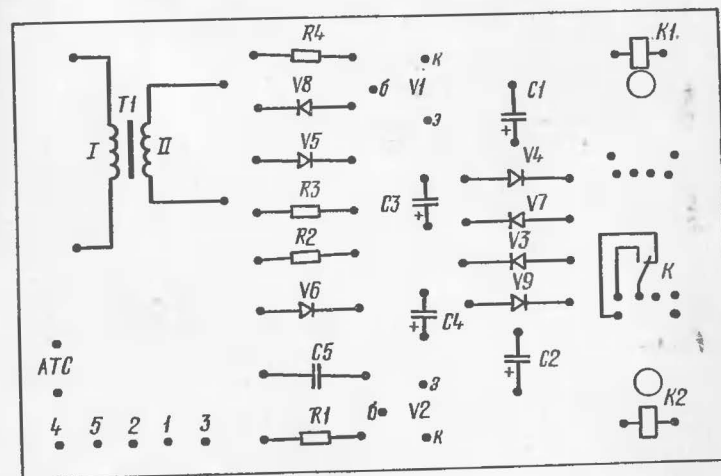 R4
к
K1
V8
б
V1
C1
T1
э
I
II
V5
V4
R3
C3
+
V7
R2
V3
K
V9
V6
+
C4
C2
+
АТС
C5
э
б
V2
K2
4 5 2 1 3
R1
к
+